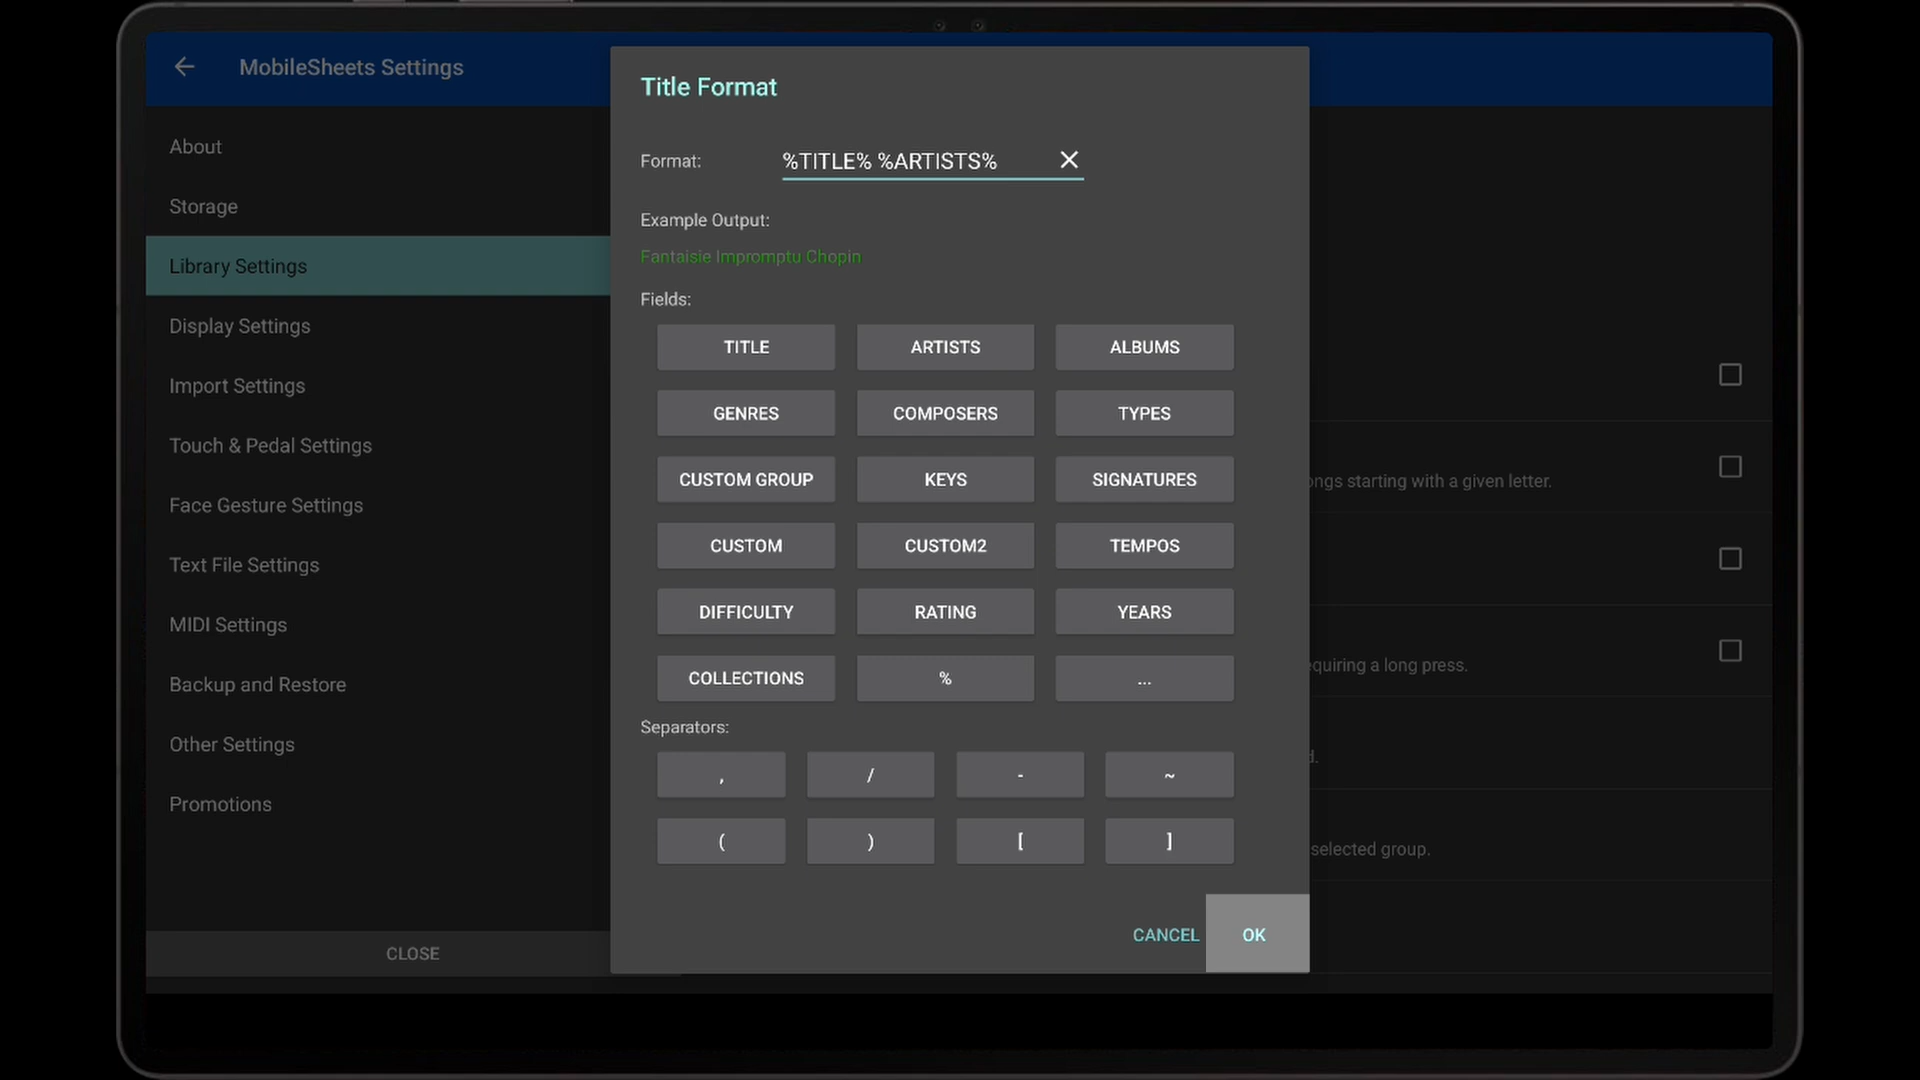 MobileSheets Settings
About
Storage
Library Settings
Display Settings
Import Settings
Touch & Pedal Settings
Face Gesture Settings
Text File Settings
MIDI Settings
Backup and Restore
Other Settings
Promotions
CLOSE
Title Format
Format: %TITLE% %ARTISTS%
Example Output:
Fantaisie Impromptu Chopin
Fields:
TITLE ARTISTS ALBUMS
GENRES COMPOSERS TYPES
CUSTOM GROUP KEYS SIGNATURES
CUSTOM CUSTOM2 TEMPOS
DIFFICULTY RATING YEARS
COLLECTIONS % ...
Separators:
, / - ~
( ) [ ]
CANCEL OK
starting with a given letter.
a long press.
selected group.